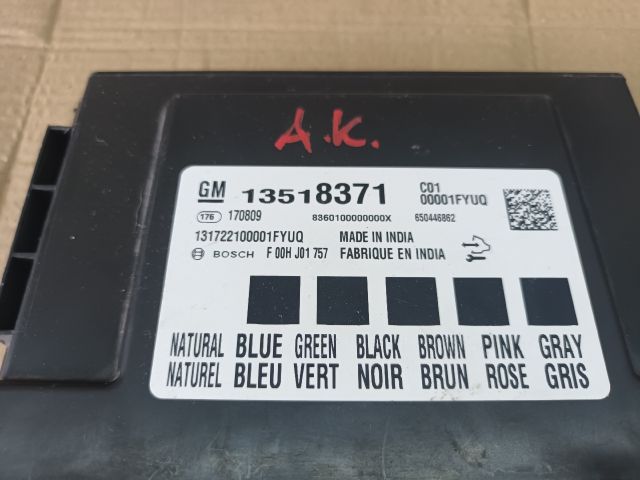 A.K.
GM 13518371 C01
00001FYUQ
176 170809 8360100000000X 650446862
131722100001FYUQ MADE IN INDIA
BOSCH F 00H J01 757 FABRIQUE EN INDIA
NATURAL BLUE GREEN BLACK BROWN PINK GRAY
NATUREL BLEU VERT NOIR BRUN ROSE GRIS